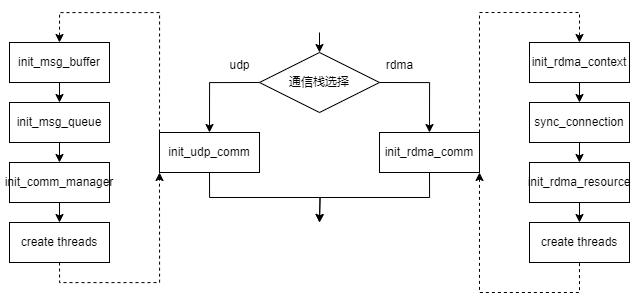 udp
通信栈选择
rdma
init_msg_buffer
init_msg_queue
init_comm_manager
create threads
init_udp_comm
init_rdma_comm
init_rdma_context
sync_connection
init_rdma_resource
create threads